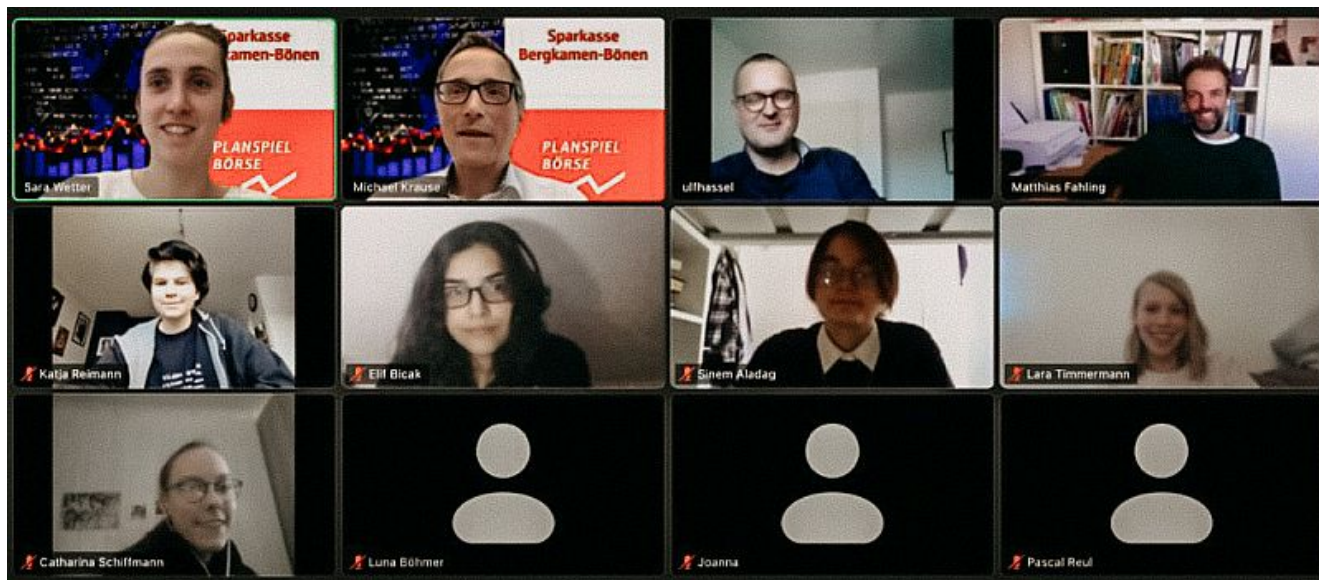 Sparkasse
kamen-Bönen
PLANSPIEL
BÖRSE
Sara Wetter
Sparkasse
Bergkamen-Bönen
PLANSPIEL
BÖRSE
Michael Krause
ulfhassel
Matthias Fahling
Katja Reimann
Elif Bicak
Sinem Aladag
Lara Timmermann
Catharina Schiffmann
Luna Böhmer
Joanna
Pascal Reul